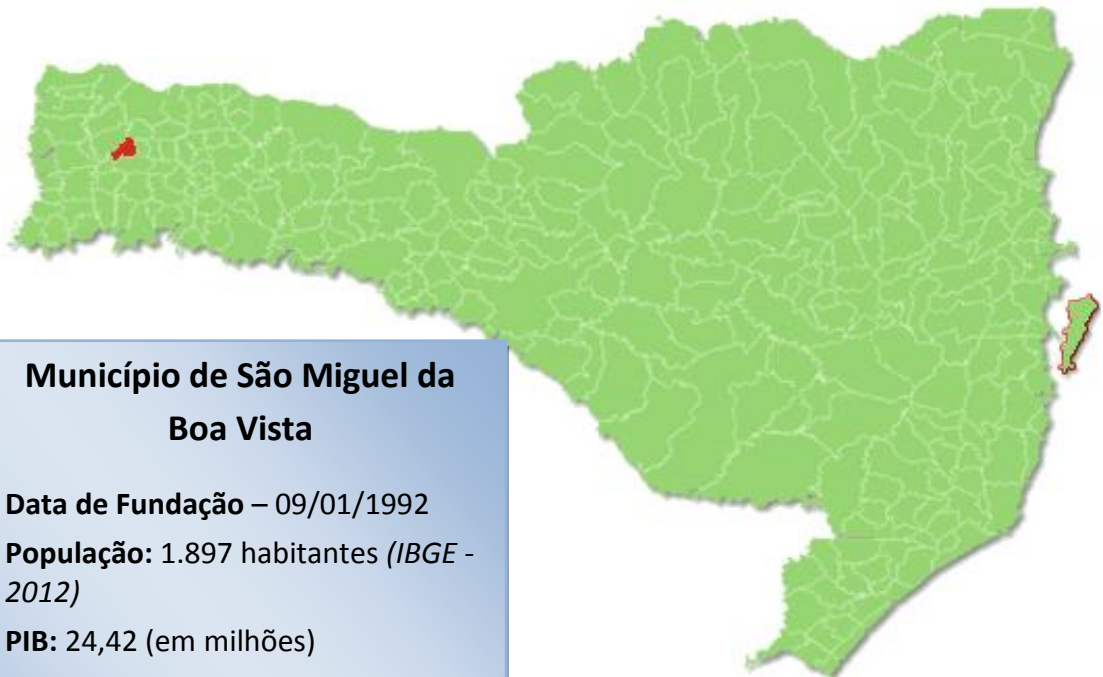 Município de São Miguel da
Boa Vista
Data de Fundação – 09/01/1992
População: 1.897 habitantes (IBGE -
2012)
PIB: 24,42 (em milhões)